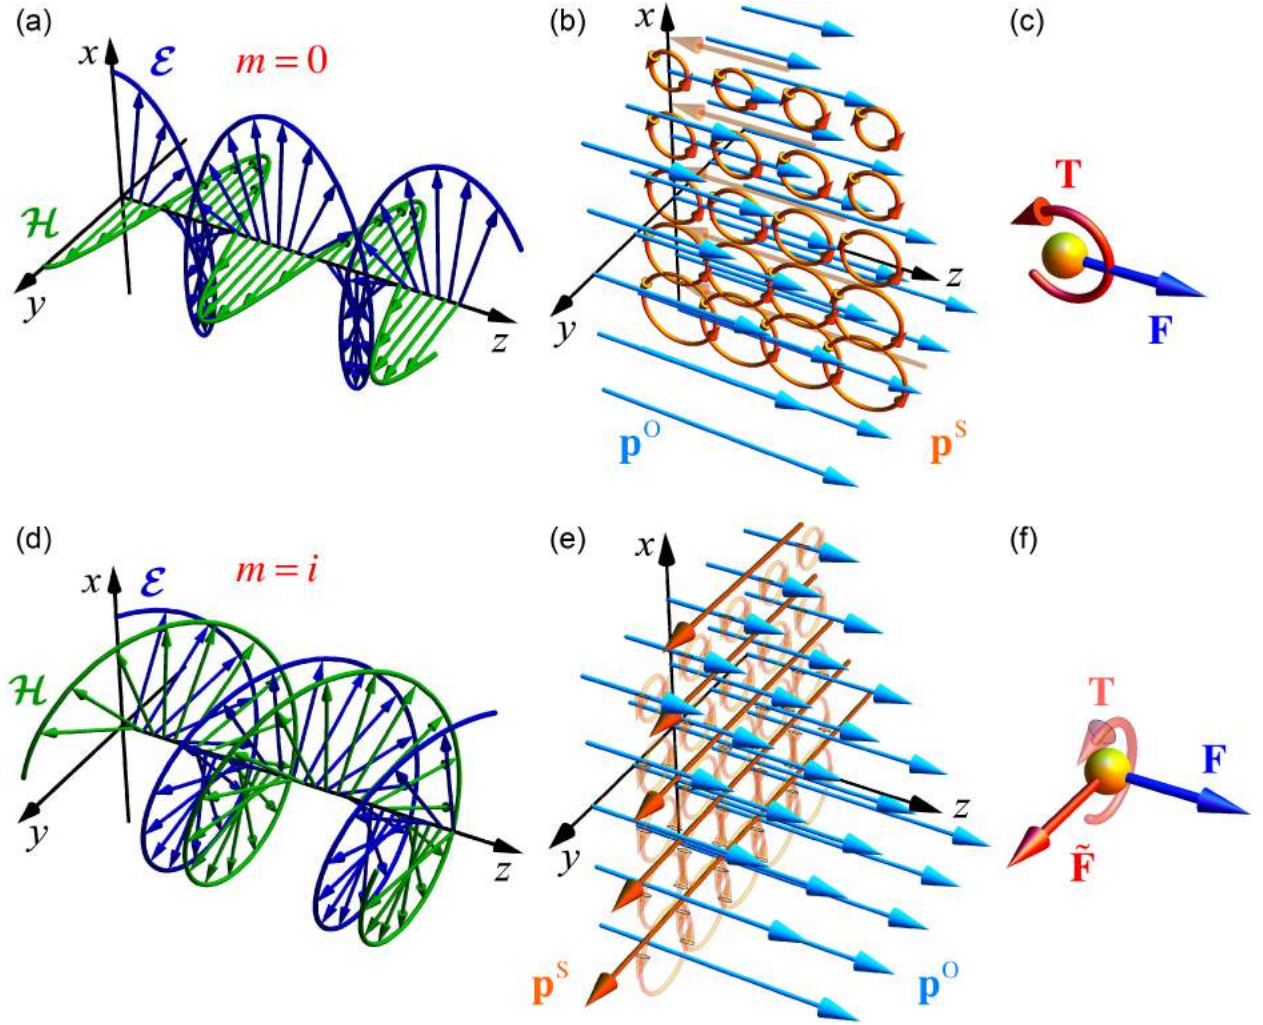 (a)
x
ℰ
m = 0
ℋ
y
z
(b)
x
y
z
p^O
p^S
(c)
T
F
(d)
x
ℰ
m = i
ℋ
y
z
(e)
x
y
z
p^S
p^O
(f)
T
F
F̃